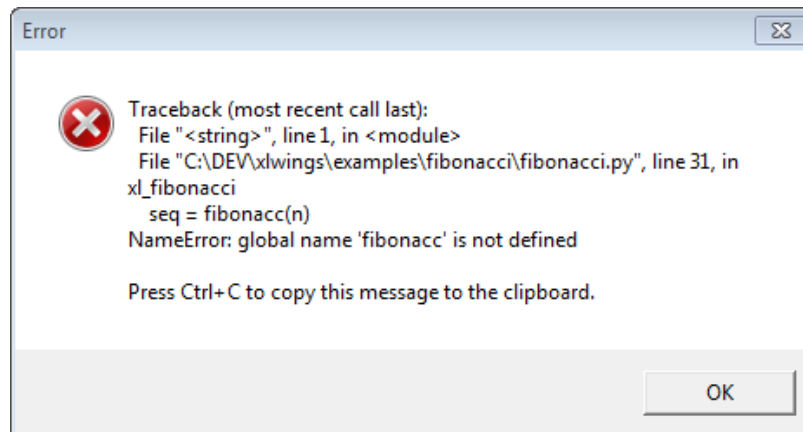 Error
Traceback (most recent call last):
File "<string>", line 1, in <module>
File "C:\DEV\xlwings\examples\fibonacci\fibonacci.py", line 31, in
xl_fibonacci
seq = fibonacc(n)
NameError: global name 'fibonacc' is not defined
Press Ctrl+C to copy this message to the clipboard.
OK